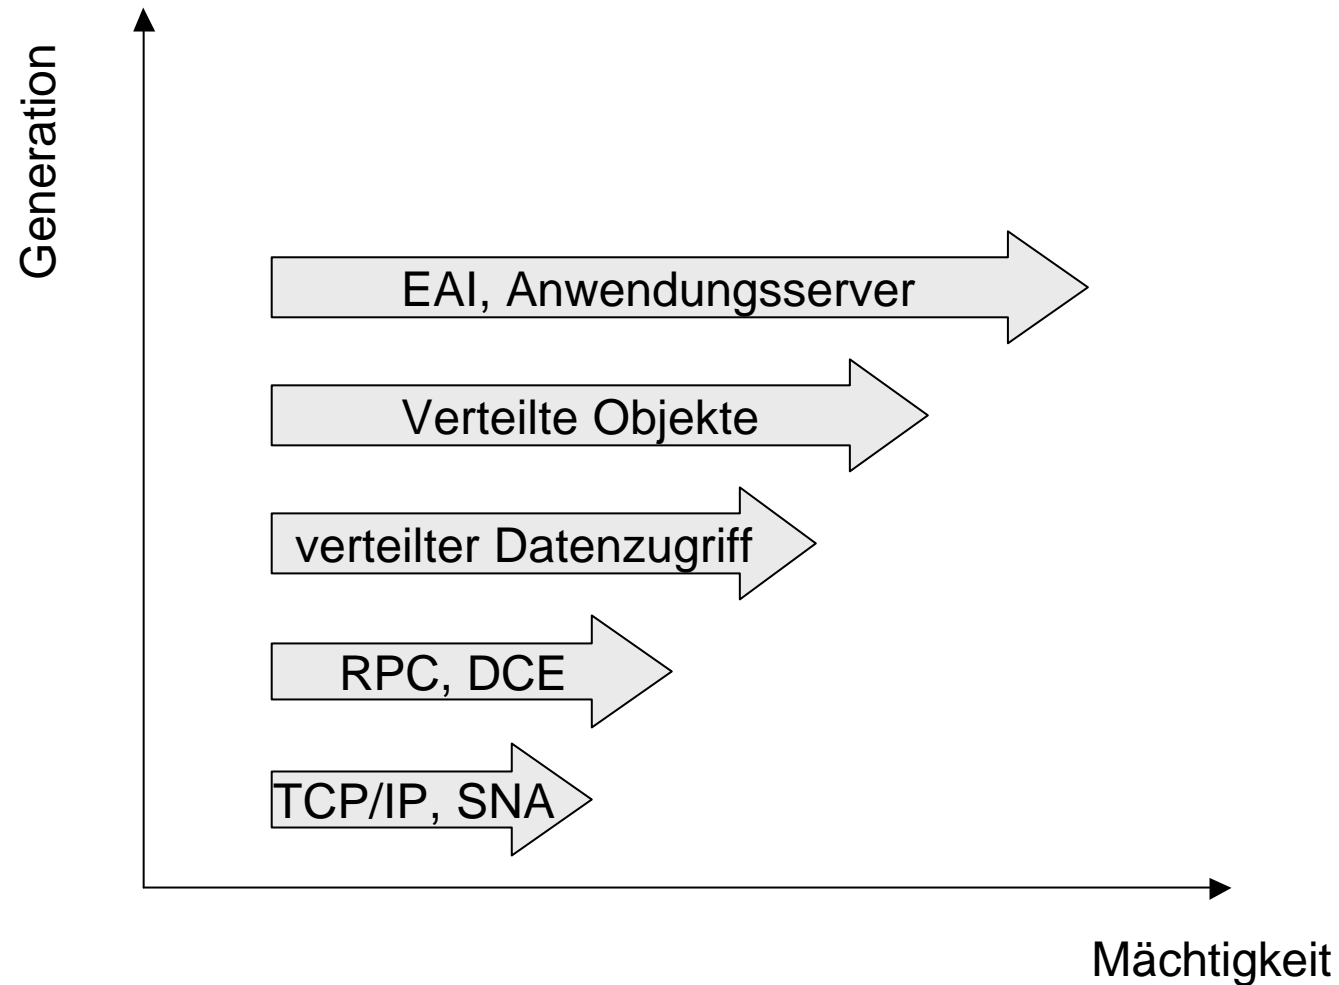 Generation
EAI, Anwendungsserver
Verteilte Objekte
verteilter Datenzugriff
RPC, DCE
TCP/IP, SNA
Mächtigkeit